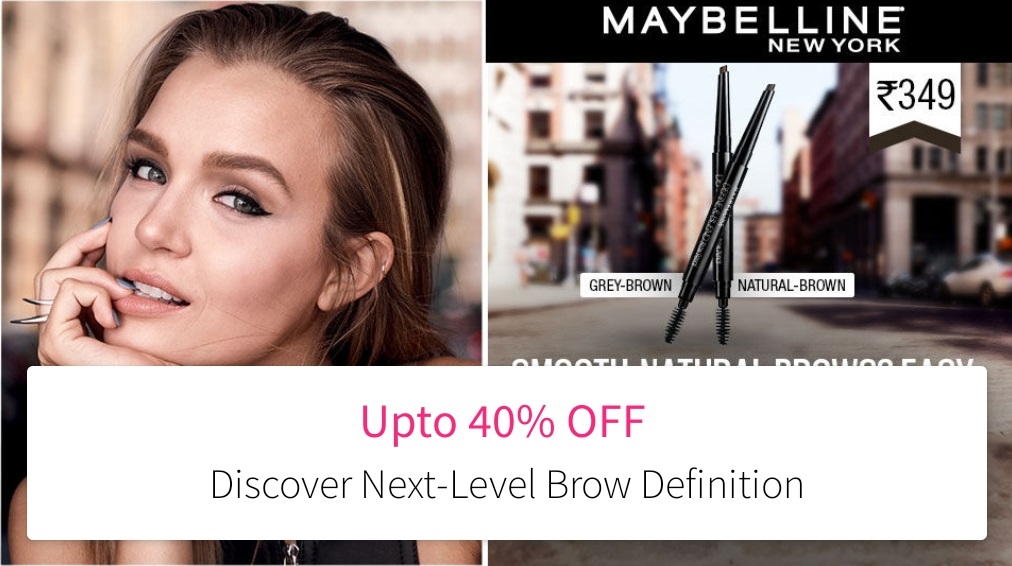 MAYBELLINE
NEW YORK
₹349
GREY-BROWN
NATURAL-BROWN
Upto 40% OFF
Discover Next-Level Brow Definition